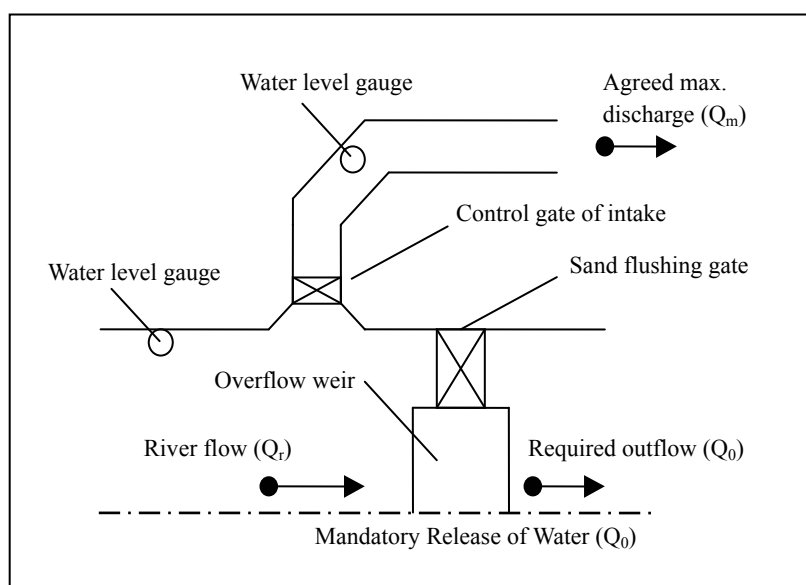 Water level gauge
Agreed max.
discharge (Qₘ)
Control gate of intake
Sand flushing gate
Water level gauge
Overflow weir
River flow (Qᵣ)
Required outflow (Q₀)
Mandatory Release of Water (Q₀)